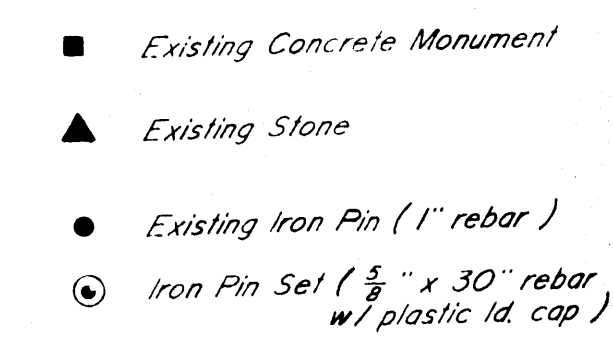 Existing Concrete Monument
Existing Stone
Existing Iron Pin ( 1" rebar )
Iron Pin Set ( 5/8 " x 30" rebar
w/ plastic Id. cap )